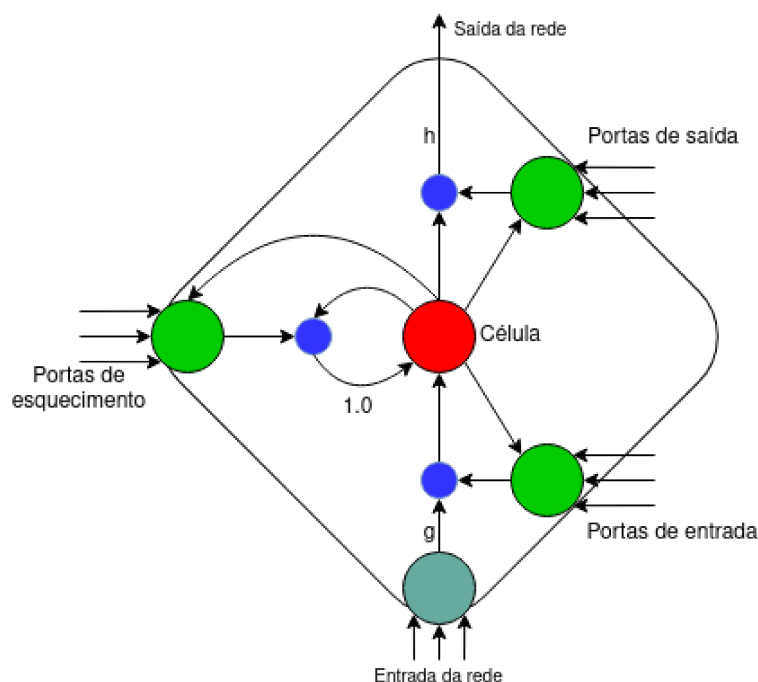 Saída da rede
h
Portas de saída
Célula
Portas de
esquecimento
1.0
g
Portas de entrada
Entrada da rede